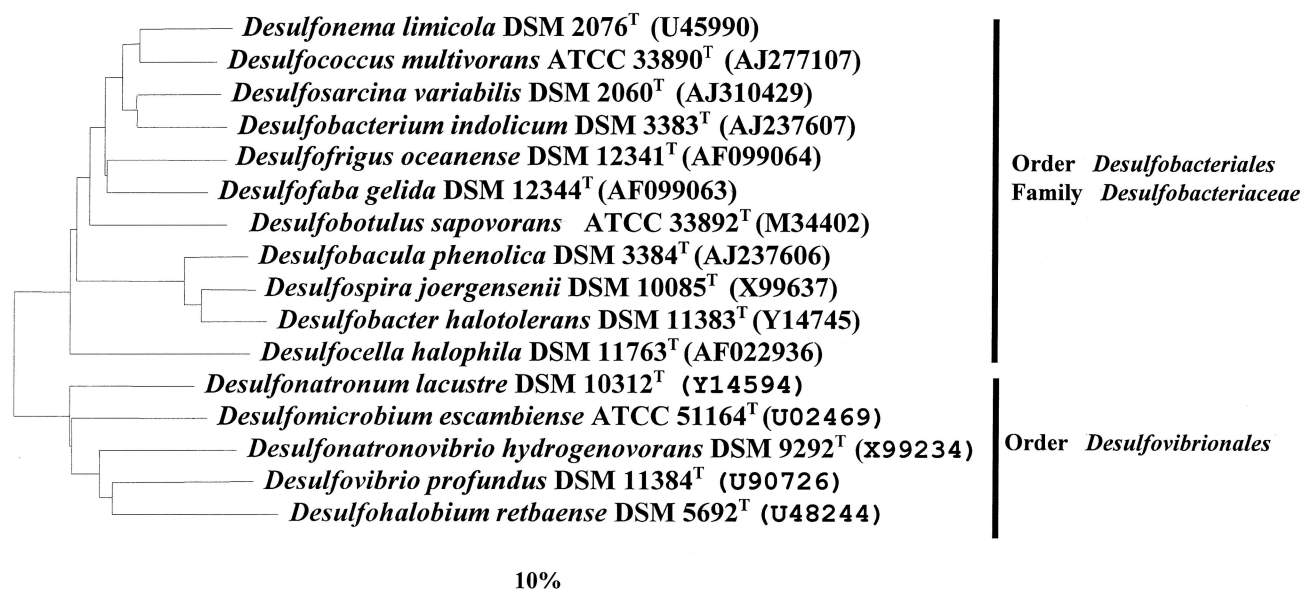 Desulfonema limicola DSM 2076T (U45990)
Desulfococcus multivorans ATCC 33890T (AJ277107)
Desulfosarcina variabilis DSM 2060T (AJ310429)
Desulfobacterium indolicum DSM 3383T (AJ237607)
Desulfofrigus oceanense DSM 12341T (AF099064)
Desulfofaba gelida DSM 12344T (AF099063)
Desulfobotulus sapovorans ATCC 33892T (M34402)
Desulfobacula phenolica DSM 3384T (AJ237606)
Desulfospira joergensenii DSM 10085T (X99637)
Desulfobacter halotolerans DSM 11383T (Y14745)
Desulfocella halophila DSM 11763T (AF022936)
Desulfonatronum lacustre DSM 10312T (Y14594)
Desulfomicrobium escambiense ATCC 51164T (U02469)
Desulfonatronovibrio hydrogenovorans DSM 9292T (X99234)
Desulfovibrio profundus DSM 11384T (U90726)
Desulfohalobium retbaense DSM 5692T (U48244)
Order Desulfobacteriales
Family Desulfobacteriaceae
Order Desulfovibrionales
10%